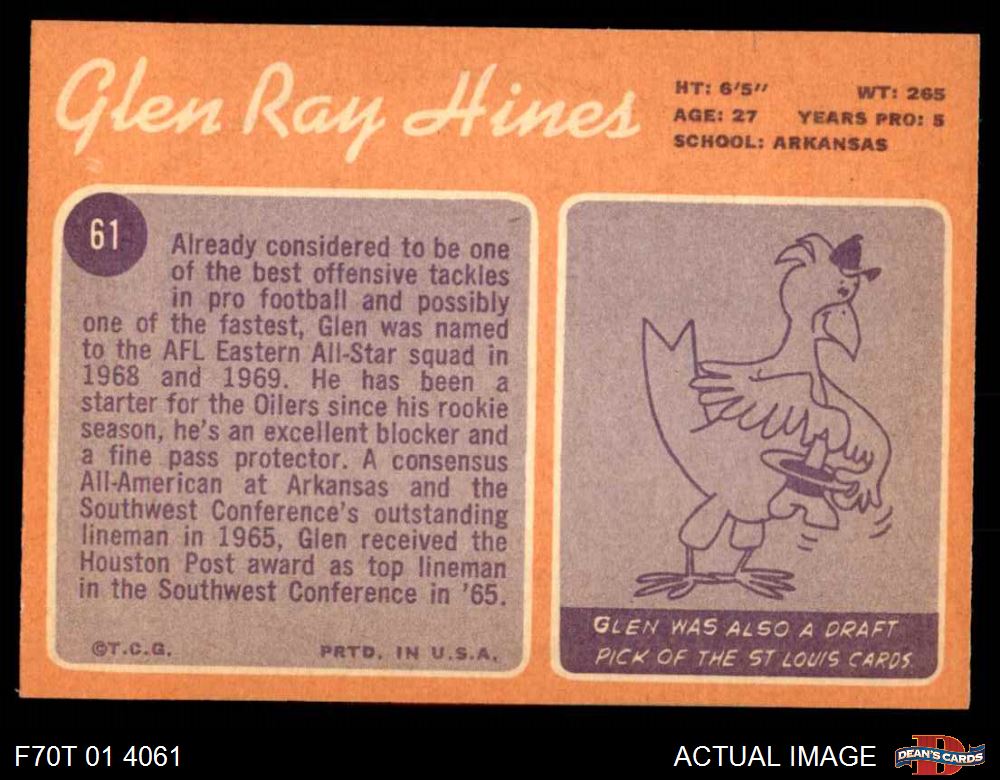 Glen Ray Hines
HT: 6'5" WT: 265
AGE: 27 YEARS PRO: 5
SCHOOL: ARKANSAS
61
Already considered to be one
of the best offensive tackles
in pro football and possibly
one of the fastest, Glen was named
to the AFL Eastern All-Star squad in
1968 and 1969. He has been a
starter for the Oilers since his rookie
season, he's an excellent blocker and
a fine pass protector. A consensus
All-American at Arkansas and the
Southwest Conference's outstanding
lineman in 1965, Glen received the
Houston Post award as top lineman
in the Southwest Conference in '65.
©T.C.G. PRTD. IN U.S.A.
GLEN WAS ALSO A DRAFT
PICK OF THE ST LOUIS CARDS.
F70T 01 4061
ACTUAL IMAGE
DEAN'S CARDS